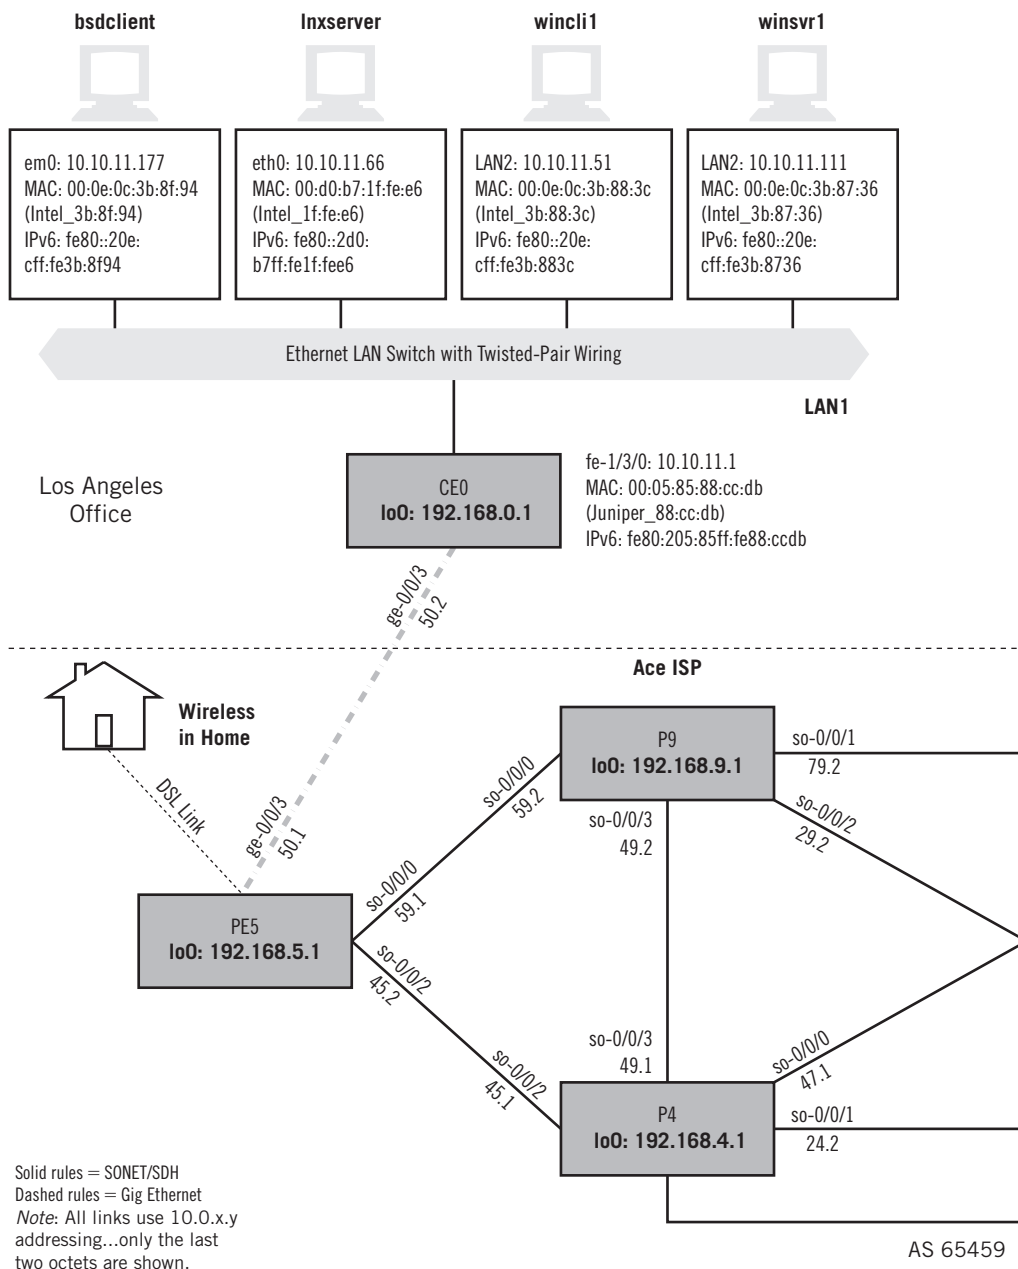 bsdclient
lnxserver
wincli1
winsvr1
em0: 10.10.11.177
MAC: 00:0e:0c:3b:8f:94
(Intel_3b:8f:94)
IPv6: fe80::20e:
cff:fe3b:8f94
eth0: 10.10.11.66
MAC: 00:d0:b7:1f:fe:e6
(Intel_1f:fe:e6)
IPv6: fe80::2d0:
b7ff:fe1f:fee6
LAN2: 10.10.11.51
MAC: 00:0e:0c:3b:88:3c
(Intel_3b:88:3c)
IPv6: fe80::20e:
cff:fe3b:883c
LAN2: 10.10.11.111
MAC: 00:0e:0c:3b:87:36
(Intel_3b:87:36)
IPv6: fe80::20e:
cff:fe3b:8736
Ethernet LAN Switch with Twisted-Pair Wiring
LAN1
Los Angeles
Office
CE0
lo0: 192.168.0.1
fe-1/3/0: 10.10.11.1
MAC: 00:05:85:88:cc:db
(Juniper_88:cc:db)
IPv6: fe80:205:85ff:fe88:ccdb
ge-0/0/3
50.2
Ace ISP
Wireless
in Home
DSL Link
ge-0/0/3
50.1
PE5
lo0: 192.168.5.1
so-0/0/0
59.1
so-0/0/0
59.2
so-0/0/2
45.2
so-0/0/2
45.1
P9
lo0: 192.168.9.1
so-0/0/1
79.2
so-0/0/2
29.2
so-0/0/3
49.2
so-0/0/3
49.1
so-0/0/0
47.1
P4
lo0: 192.168.4.1
so-0/0/1
24.2
Solid rules = SONET/SDH
Dashed rules = Gig Ethernet
Note: All links use 10.0.x.y
addressing...only the last
two octets are shown.
AS 65459